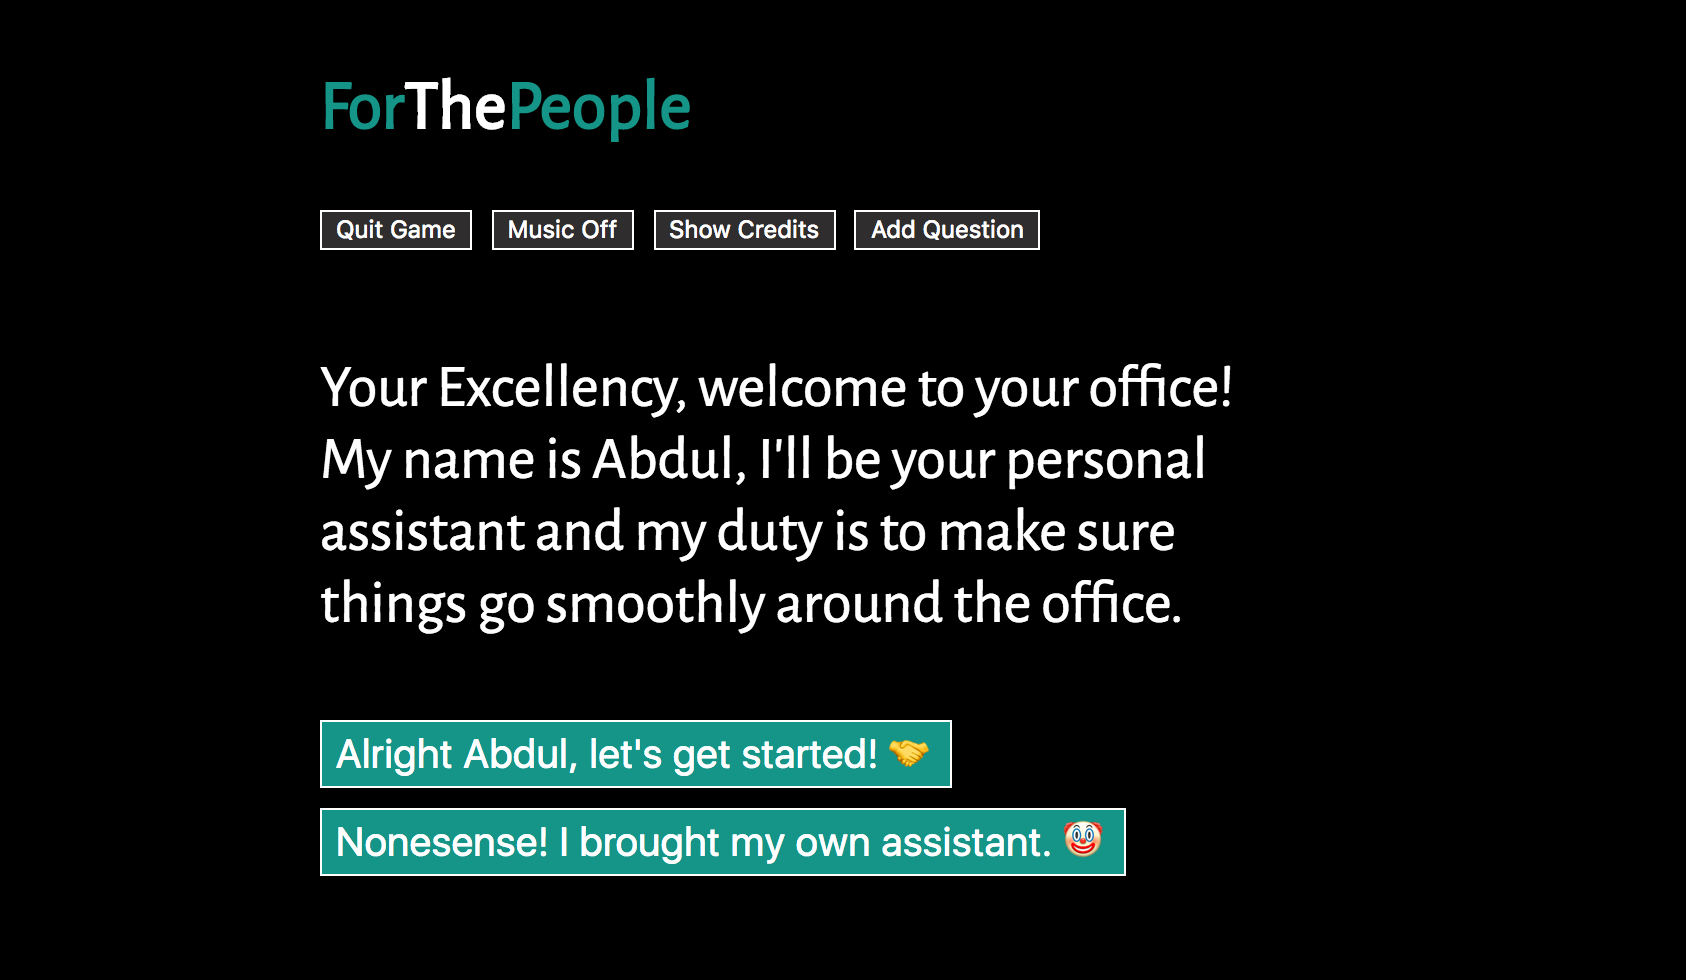 ForThePeople
Quit Game Music Off Show Credits Add Question
Your Excellency, welcome to your office!
My name is Abdul, I'll be your personal
assistant and my duty is to make sure
things go smoothly around the office.
Alright Abdul, let's get started! 🤝
Nonesense! I brought my own assistant. 🤡